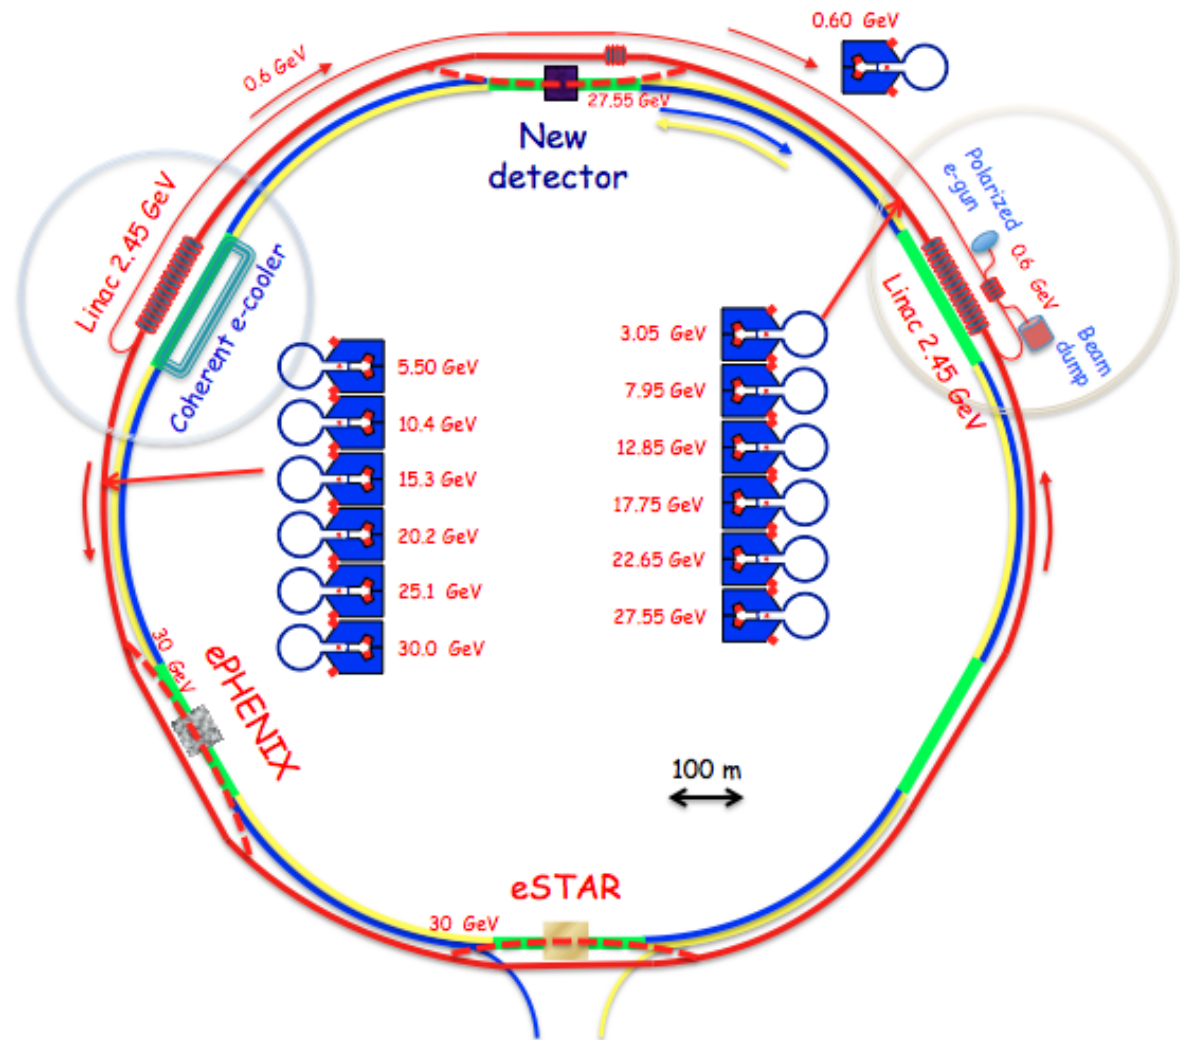 0.60 GeV
0.6 GeV
27.55 GeV
New
detector
Polarized
e-gun
0.6 GeV
Beam
dump
Linac 2.45 GeV
Linac 2.45 GeV
Coherent e-cooler
5.50 GeV
10.4 GeV
15.3 GeV
20.2 GeV
25.1 GeV
30.0 GeV
3.05 GeV
7.95 GeV
12.85 GeV
17.75 GeV
22.65 GeV
27.55 GeV
30 GeV
ePHENIX
100 m
eSTAR
30 GeV